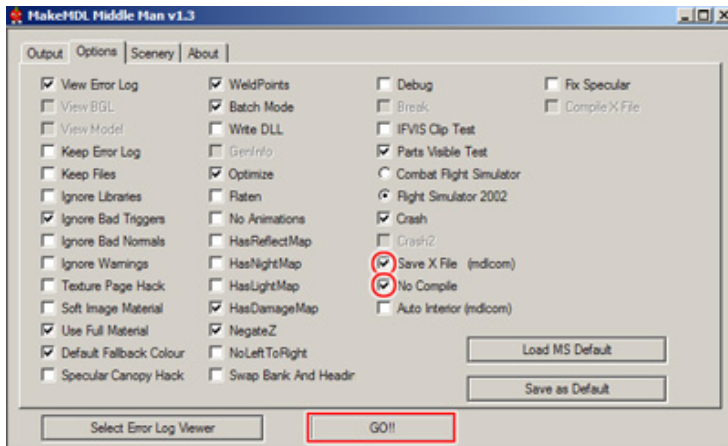 MakeMDL Middle Man v1.3
Output Options Scenery About
View Error Log
View BGL
View Model
Keep Error Log
Keep Files
Ignore Libraries
Ignore Bad Triggers
Ignore Bad Normals
Ignore Warnings
Texture Page Hack
Soft Image Material
Use Full Material
Default Fallback Colour
Specular Canopy Hack
WeldPoints
Batch Mode
Write DLL
GenInfo
Optimize
Flaten
No Animations
HasReflectMap
HasNightMap
HasLightMap
HasDamageMap
NegateZ
NoLeftToRight
Swap Bank And Headir
Debug
Break
IFVIS Clip Test
Parts Visible Test
Combat Flight Simulator
Flight Simulator 2002
Crash
Crash2
Save X File (mdlcom)
No Compile
Auto Interior (mdlcom)
Fix Specular
Compile X File
Load MS Default
Save as Default
Select Error Log Viewer
GO!!